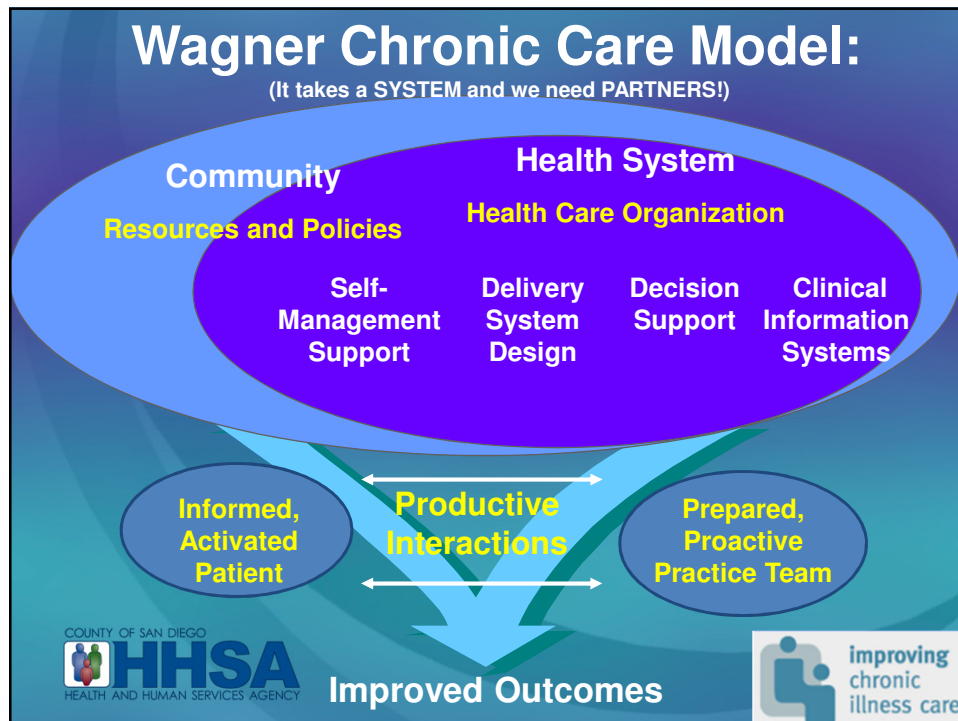 Wagner Chronic Care Model:
(It takes a SYSTEM and we need PARTNERS!)
Community
Resources and Policies
Health System
Health Care Organization
Self-
Management
Support
Delivery
System
Design
Decision
Support
Clinical
Information
Systems
Informed,
Activated
Patient
Productive
Interactions
Prepared,
Proactive
Practice Team
Improved Outcomes
COUNTY OF SAN DIEGO
HHSA
HEALTH AND HUMAN SERVICES AGENCY
improving
chronic
illness care